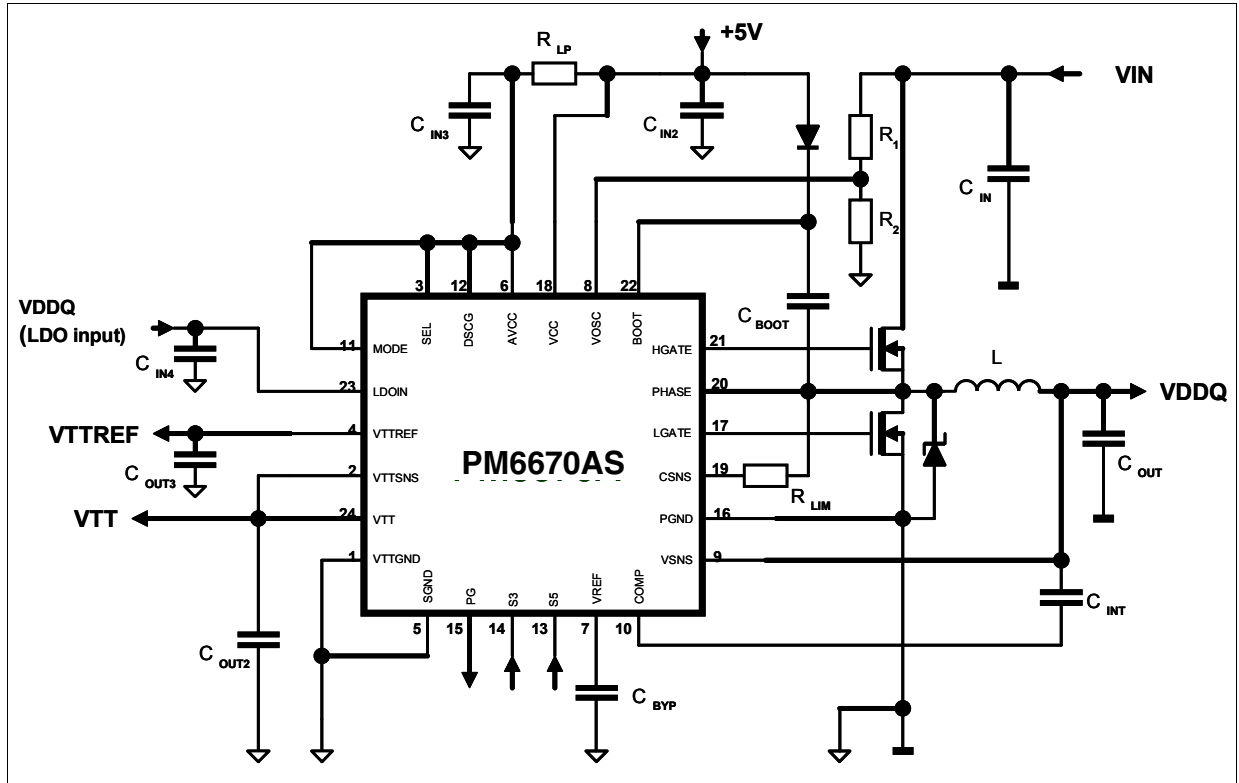 +5V
R LP
VIN
C IN3
C IN2
R 1
C IN
R 2
3 12 6 18 8 22
VDDQ
(LDO input)
SEL DSCG AVCC VCC VOSC BOOT
C BOOT
11 MODE
HGATE 21
C IN4
L
23 LDOIN
PHASE 20
VDDQ
VTTREF
4 VTTREF
LGATE 17
C OUT3
2 VTTSNS
PM6670AS
CSNS 19
R LIM
C OUT
VTT
24 VTT
PGND 16
1 VTTGND
VSNS 9
SGND PG S3 S5 VREF COMP
C INT
5 15 14 13 7 10
C OUT2
C BYP